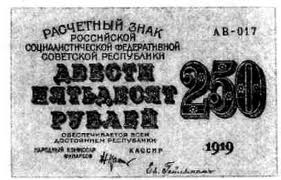 РАСЧЕТНЫЙ ЗНАК
АВ-017
РОССИЙСКОЙ
СОЦИАЛИСТИЧЕСКОЙ ФЕДЕРАТИВНОЙ
СОВЕТСКОЙ РЕСПУБЛИКИ
ДВЕСТИ
ПЯТЬДЕСЯТ
РУБЛЕЙ
250
ОБЕСПЕЧИВАЕТСЯ ВСЕМ
ДОСТОЯНИЕМ РЕСПУБЛИКИ
1919
НАРОДНЫЙ КОМИССАР
ФИНАНСОВ
КАССИР